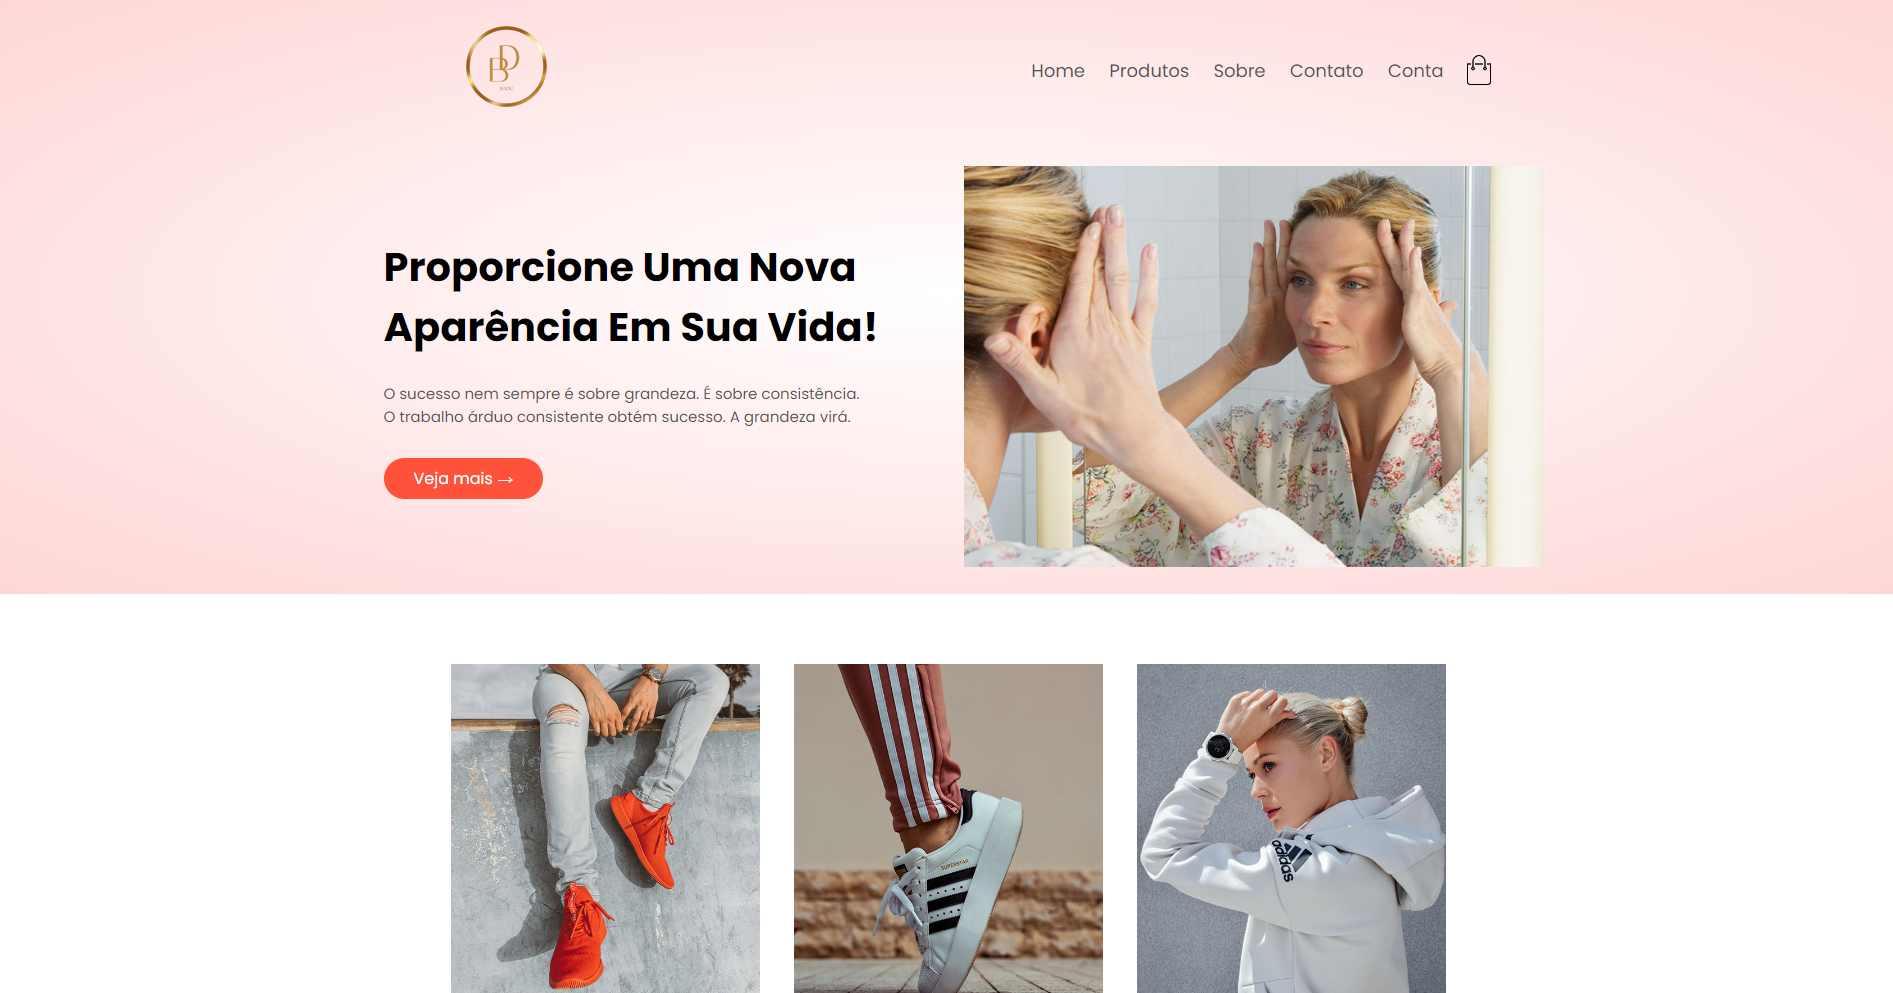 BD
Home Produtos Sobre Contato Conta
Proporcione Uma Nova
Aparência Em Sua Vida!
O sucesso nem sempre é sobre grandeza. É sobre consistência.
O trabalho árduo consistente obtém sucesso. A grandeza virá.
Veja mais →
SUPERSTAR
adidas